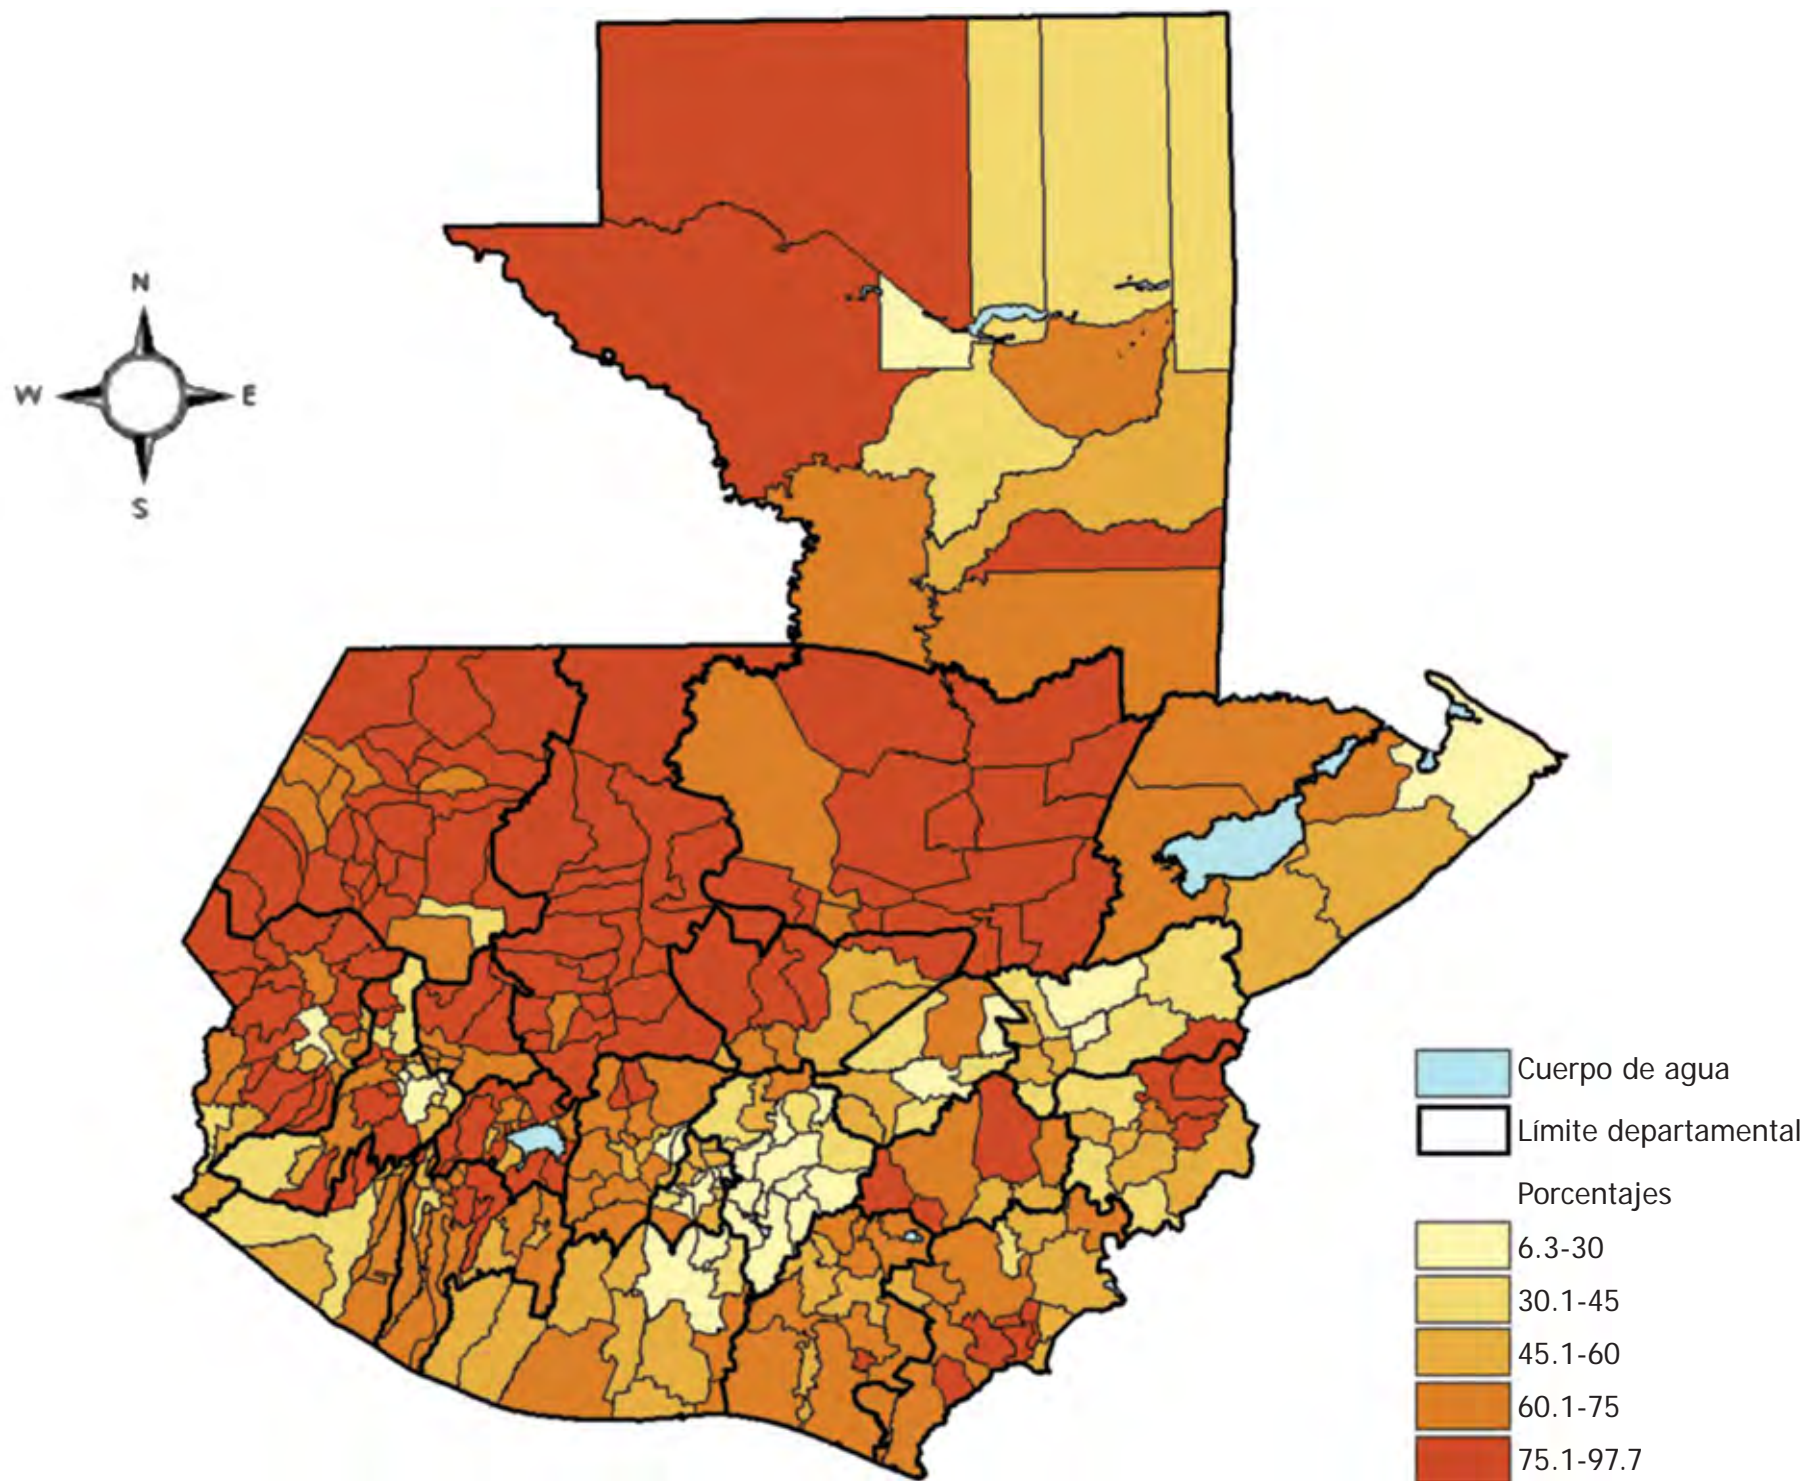 N
W
E
S
Cuerpo de agua
Límite departamental
Porcentajes
6.3-30
30.1-45
45.1-60
60.1-75
75.1-97.7